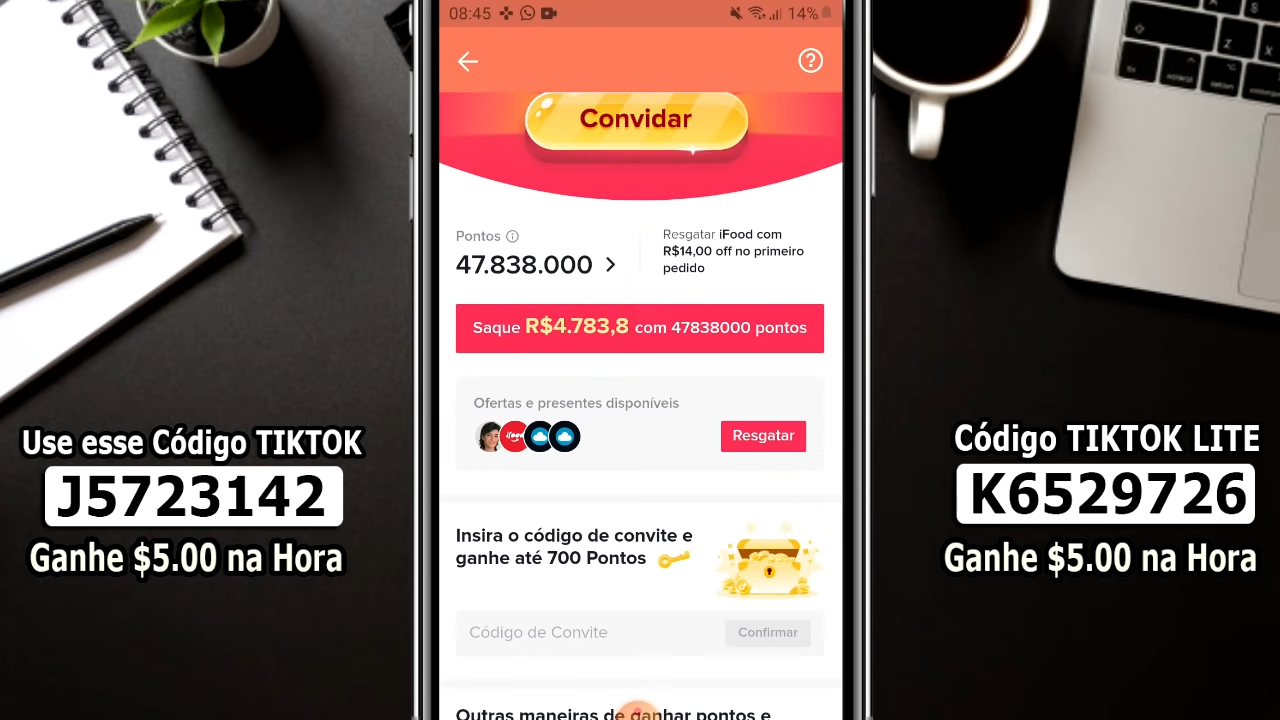 08:45
14%
Convidar
Pontos
47.838.000
Resgatar iFood com
R$14,00 off no primeiro
pedido
Saque R$4.783,8 com 47838000 pontos
Ofertas e presentes disponíveis
iFood
Resgatar
Use esse Código TIKTOK
J5723142
Ganhe $5.00 na Hora
Código TIKTOK LITE
K6529726
Ganhe $5.00 na Hora
Insira o código de convite e
ganhe até 700 Pontos
Código de Convite
Confirmar
Outras maneiras de ganhar pontos e